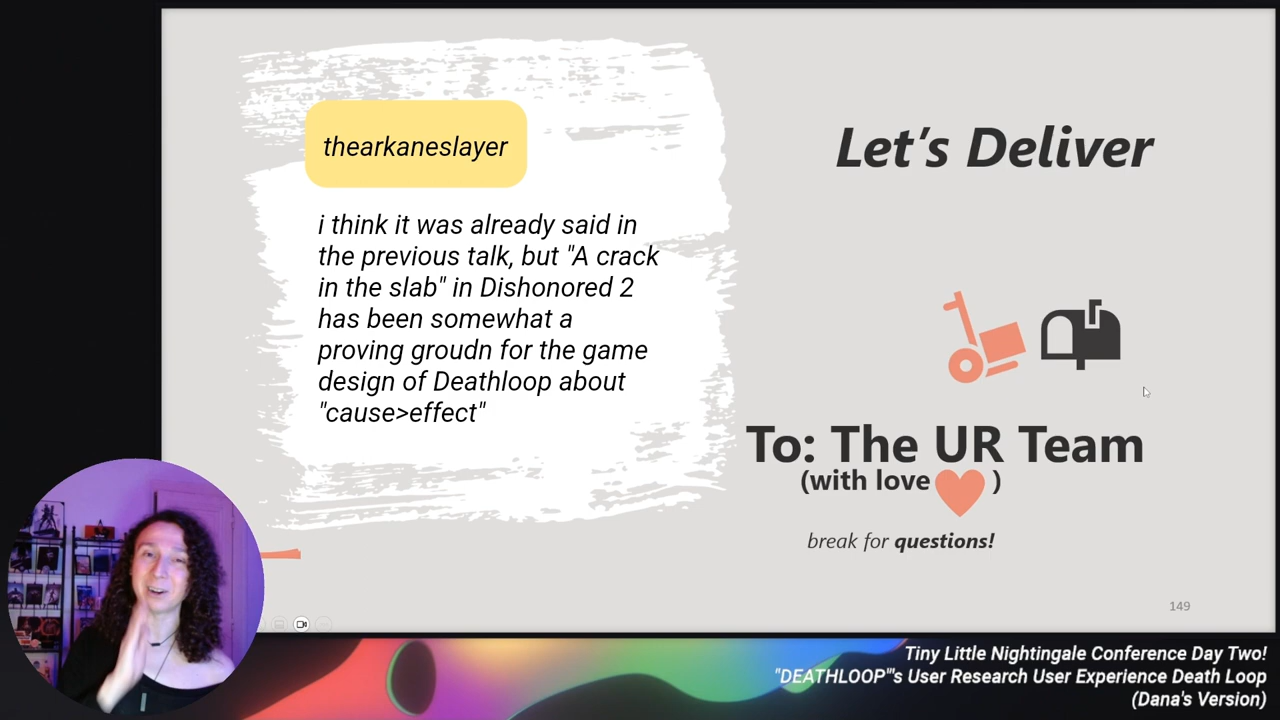 thearkaneslayer
i think it was already said in
the previous talk, but "A crack
in the slab" in Dishonored 2
has been somewhat a
proving groudn for the game
design of Deathloop about
"cause>effect"
Let's Deliver
To: The UR Team
(with love )
break for questions!
149
Tiny Little Nightingale Conference Day Two!
"DEATHLOOP"'s User Research User Experience Death Loop
(Dana's Version)